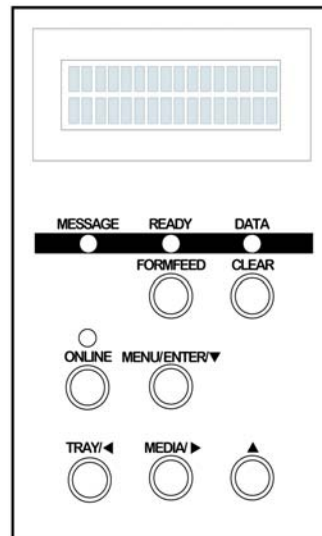 MESSAGE READY DATA
FORMFEED CLEAR
ONLINE MENU/ENTER/▼
TRAY/◀ MEDIA/ ▶ ▲